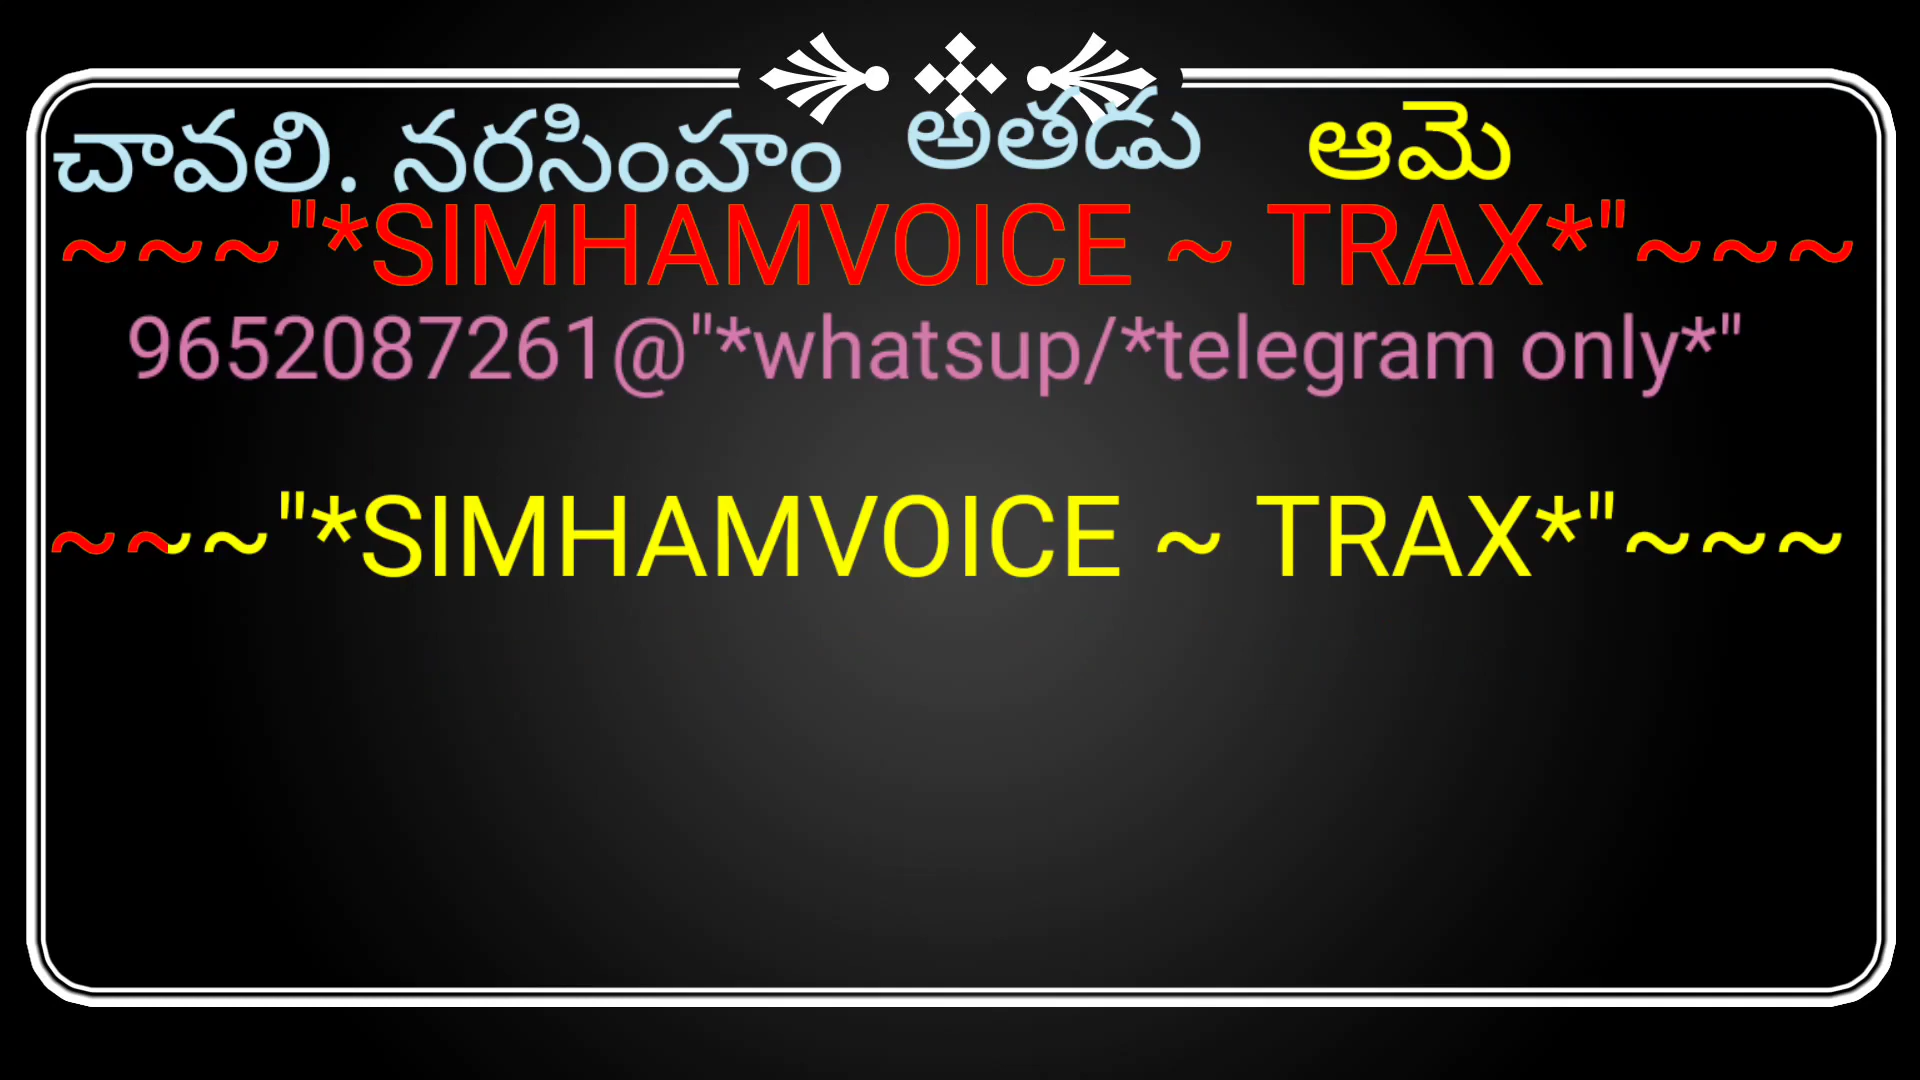 చావలి. నరసింహం అతడు ఆమె
~~~"*SIMHAMVOICE ~ TRAX*"~~~
9652087261@"*whatsup/*telegram only*"
~~~"*SIMHAMVOICE ~ TRAX*"~~~